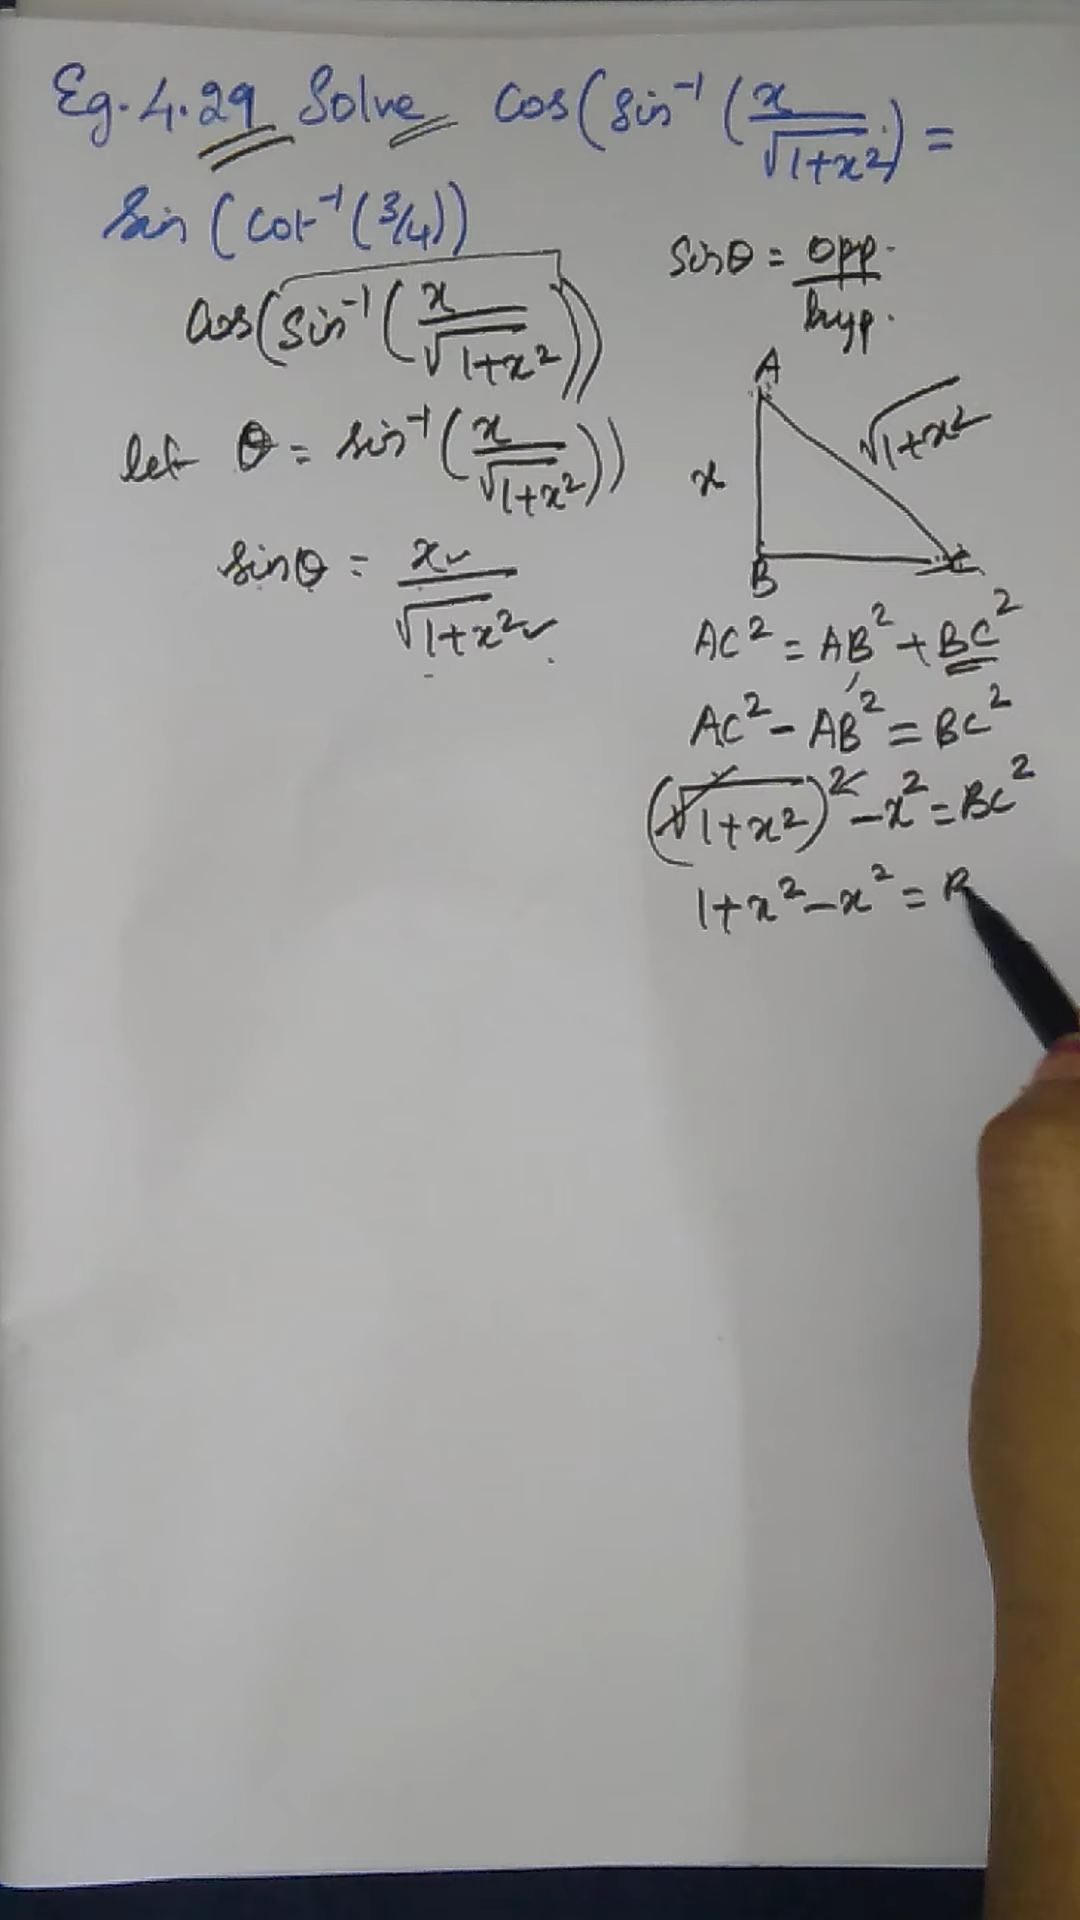 Eg. 4.29 Solve cos(sin⁻¹(x/√1+x²) =
sin (cot⁻¹(3/4))
cos(sin⁻¹(x/√1+x²))
let θ = sin⁻¹(x/√1+x²))
sinθ = x/√1+x²
sinθ = opp./hyp.
A
x
√1+x²
B
C
AC² = AB² + BC²
AC² - AB² = BC²
(√1+x²)² - x² = BC²
1+x² - x² = B